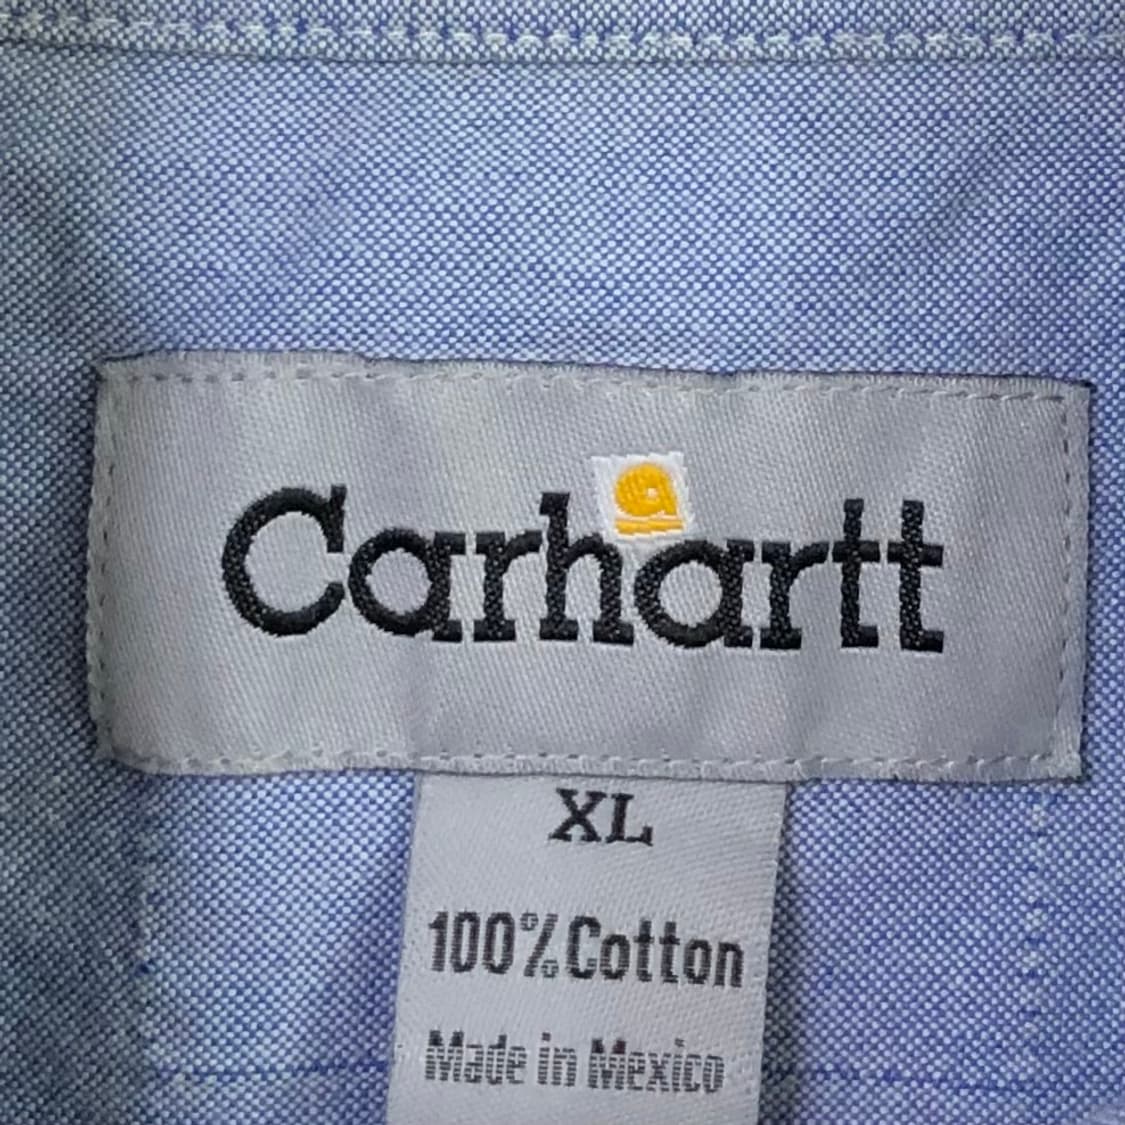 Carhartt
XL
100% Cotton
Made in Mexico